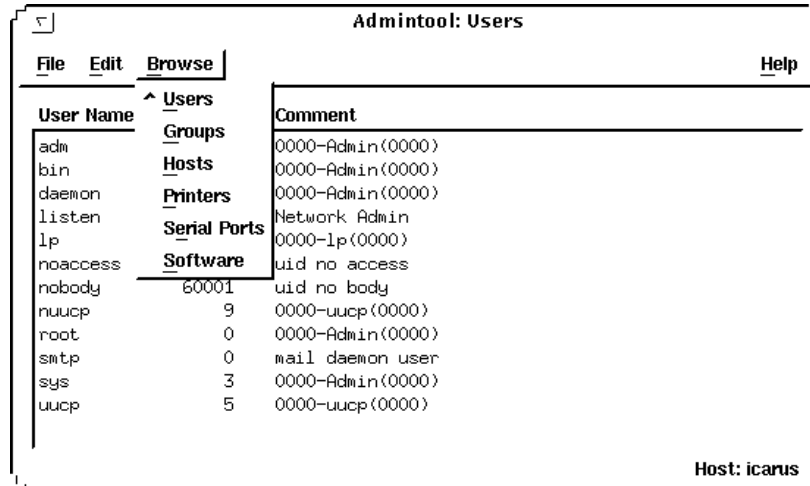 Admintool: Users
File Edit Browse Help
Users
Groups
Hosts
Printers
Serial Ports
Software
User Name Comment
adm 0000-Admin(0000)
bin 0000-Admin(0000)
daemon 0000-Admin(0000)
listen Network Admin
lp 0000-lp(0000)
noaccess uid no access
nobody 60001 uid no body
nuucp 9 0000-uucp(0000)
root 0 0000-Admin(0000)
smtp 0 mail daemon user
sys 3 0000-Admin(0000)
uucp 5 0000-uucp(0000)
Host: icarus